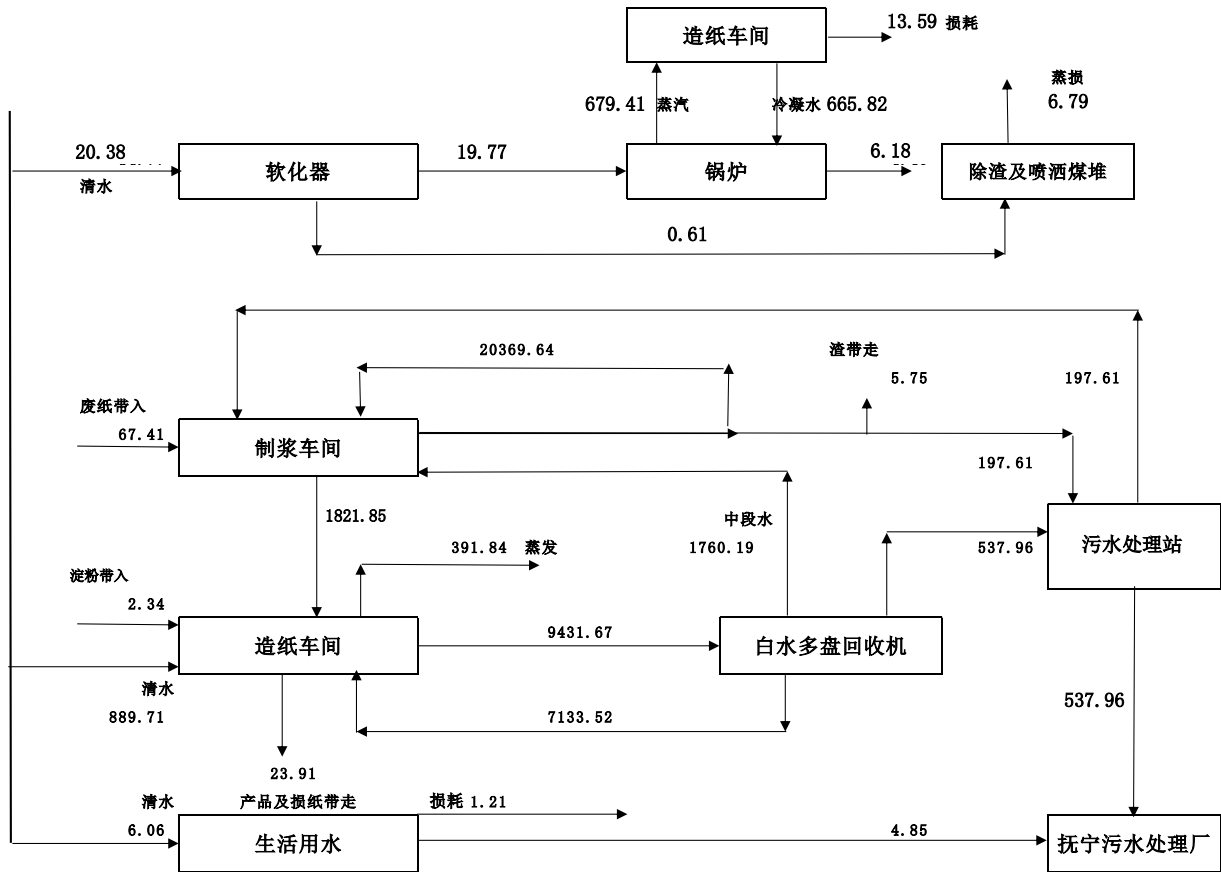 造纸车间
13.59 损耗
679.41 蒸汽
冷凝水 665.82
蒸损
6.79
20.38
清水
软化器
19.77
锅炉
6.18
除渣及喷洒煤堆
0.61
20369.64
渣带走
5.75
197.61
废纸带入
67.41
制浆车间
197.61
1821.85
中段水
1760.19
391.84 蒸发
537.96
污水处理站
淀粉带入
2.34
造纸车间
9431.67
白水多盘回收机
清水
889.71
7133.52
537.96
23.91
产品及损纸带走
清水
6.06
损耗 1.21
生活用水
4.85
抚宁污水处理厂